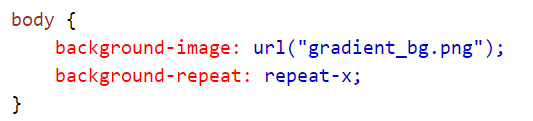 body {
    background-image: url("gradient_bg.png");
    background-repeat: repeat-x;
}